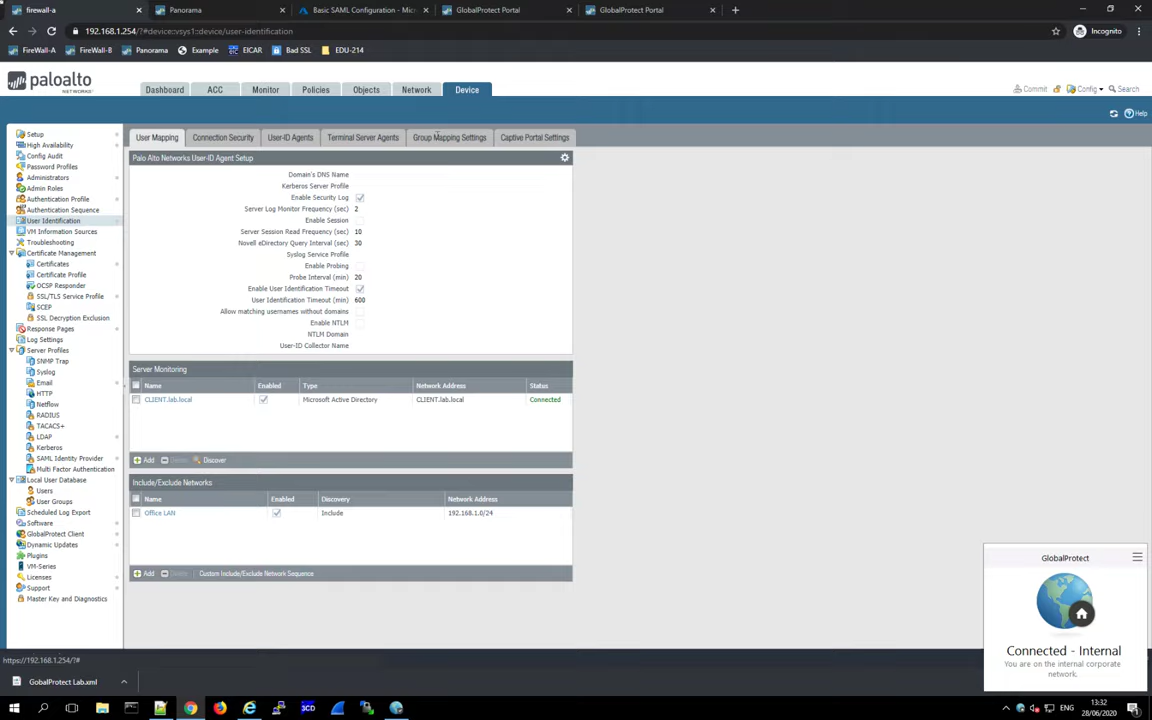 firewall-a
Panorama
Basic SAML Configuration - Micr
GlobalProtect Portal
GlobalProtect Portal
192.168.1.254/?#device::vsys1::device/user-identification
Incognito
FireWall-A
FireWall-B
Panorama
Example
EICAR
Bad SSL
EDU-214
paloalto
NETWORKS
Dashboard
ACC
Monitor
Policies
Objects
Network
Device
Commit
Config
Search
Help
Setup
High Availability
Config Audit
Password Profiles
Administrators
Admin Roles
Authentication Profile
Authentication Sequence
User Identification
VM Information Sources
Troubleshooting
Certificate Management
Certificates
Certificate Profile
OCSP Responder
SSL/TLS Service Profile
SCEP
SSL Decryption Exclusion
Response Pages
Log Settings
Server Profiles
SNMP Trap
Syslog
Email
HTTP
Netflow
RADIUS
TACACS+
LDAP
Kerberos
SAML Identity Provider
Multi Factor Authentication
Local User Database
Users
User Groups
Scheduled Log Export
Software
GlobalProtect Client
Dynamic Updates
Plugins
VM-Series
Licenses
Support
Master Key and Diagnostics
User Mapping
Connection Security
User-ID Agents
Terminal Server Agents
Group Mapping Settings
Captive Portal Settings
Palo Alto Networks User-ID Agent Setup
Domain's DNS Name
Kerberos Server Profile
Enable Security Log
Server Log Monitor Frequency (sec) 2
Enable Session
Server Session Read Frequency (sec) 10
Novell eDirectory Query Interval (sec) 30
Syslog Service Profile
Enable Probing
Probe Interval (min) 20
Enable User Identification Timeout
User Identification Timeout (min) 600
Allow matching usernames without domains
Enable NTLM
NTLM Domain
User-ID Collector Name
Server Monitoring
Name Enabled Type Network Address Status
CLIENT.lab.local Microsoft Active Directory CLIENT.lab.local Connected
Add Delete Discover
Include/Exclude Networks
Name Enabled Discovery Network Address
Office LAN Include 192.168.1.0/24
Add Delete Custom Include/Exclude Network Sequence
GlobalProtect
Connected - Internal
You are on the internal corporate
network.
https://192.168.1.254/?#
GlobalProtect Lab.xml
13:32
28/06/2020